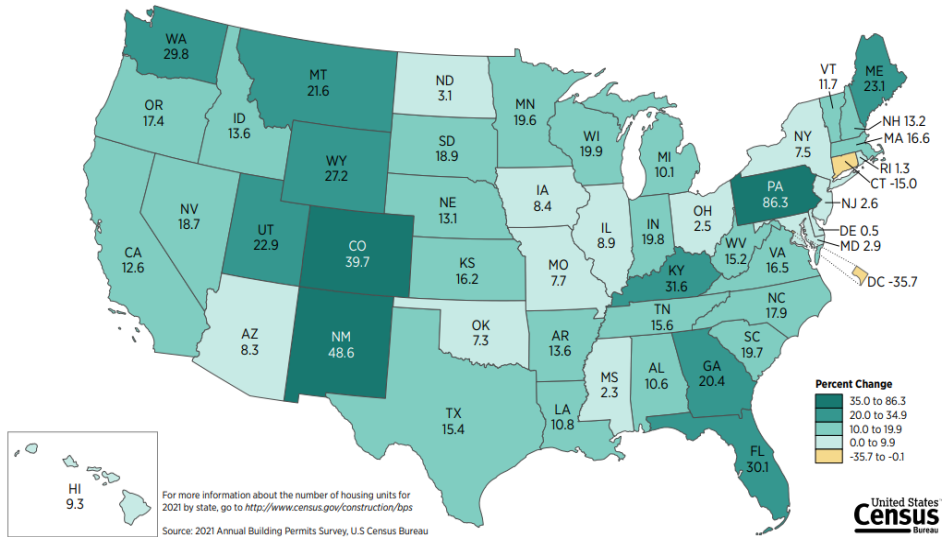 WA
29.8
MT
21.6
ND
3.1
MN
19.6
VT
11.7
ME
23.1
OR
17.4
ID
13.6
SD
18.9
WI
19.9
MI
10.1
NY
7.5
NH 13.2
MA 16.6
RI 1.3
CT -15.0
WY
27.2
NE
13.1
IA
8.4
PA
86.3
NJ 2.6
NV
18.7
UT
22.9
CO
39.7
IL
8.9
IN
19.8
OH
2.5
DE 0.5
MD 2.9
WV
15.2
VA
16.5
CA
12.6
KS
16.2
MO
7.7
KY
31.6
DC -35.7
NC
17.9
TN
15.6
AZ
8.3
NM
48.6
OK
7.3
AR
13.6
SC
19.7
MS
2.3
AL
10.6
GA
20.4
TX
15.4
LA
10.8
FL
30.1
Percent Change
35.0 to 86.3
20.0 to 34.9
10.0 to 19.9
0.0 to 9.9
-35.7 to -0.1
HI
9.3
For more information about the number of housing units for
2021 by state, go to http://www.census.gov/construction/bps
Source: 2021 Annual Building Permits Survey, U.S Census Bureau
United States®
Census
Bureau